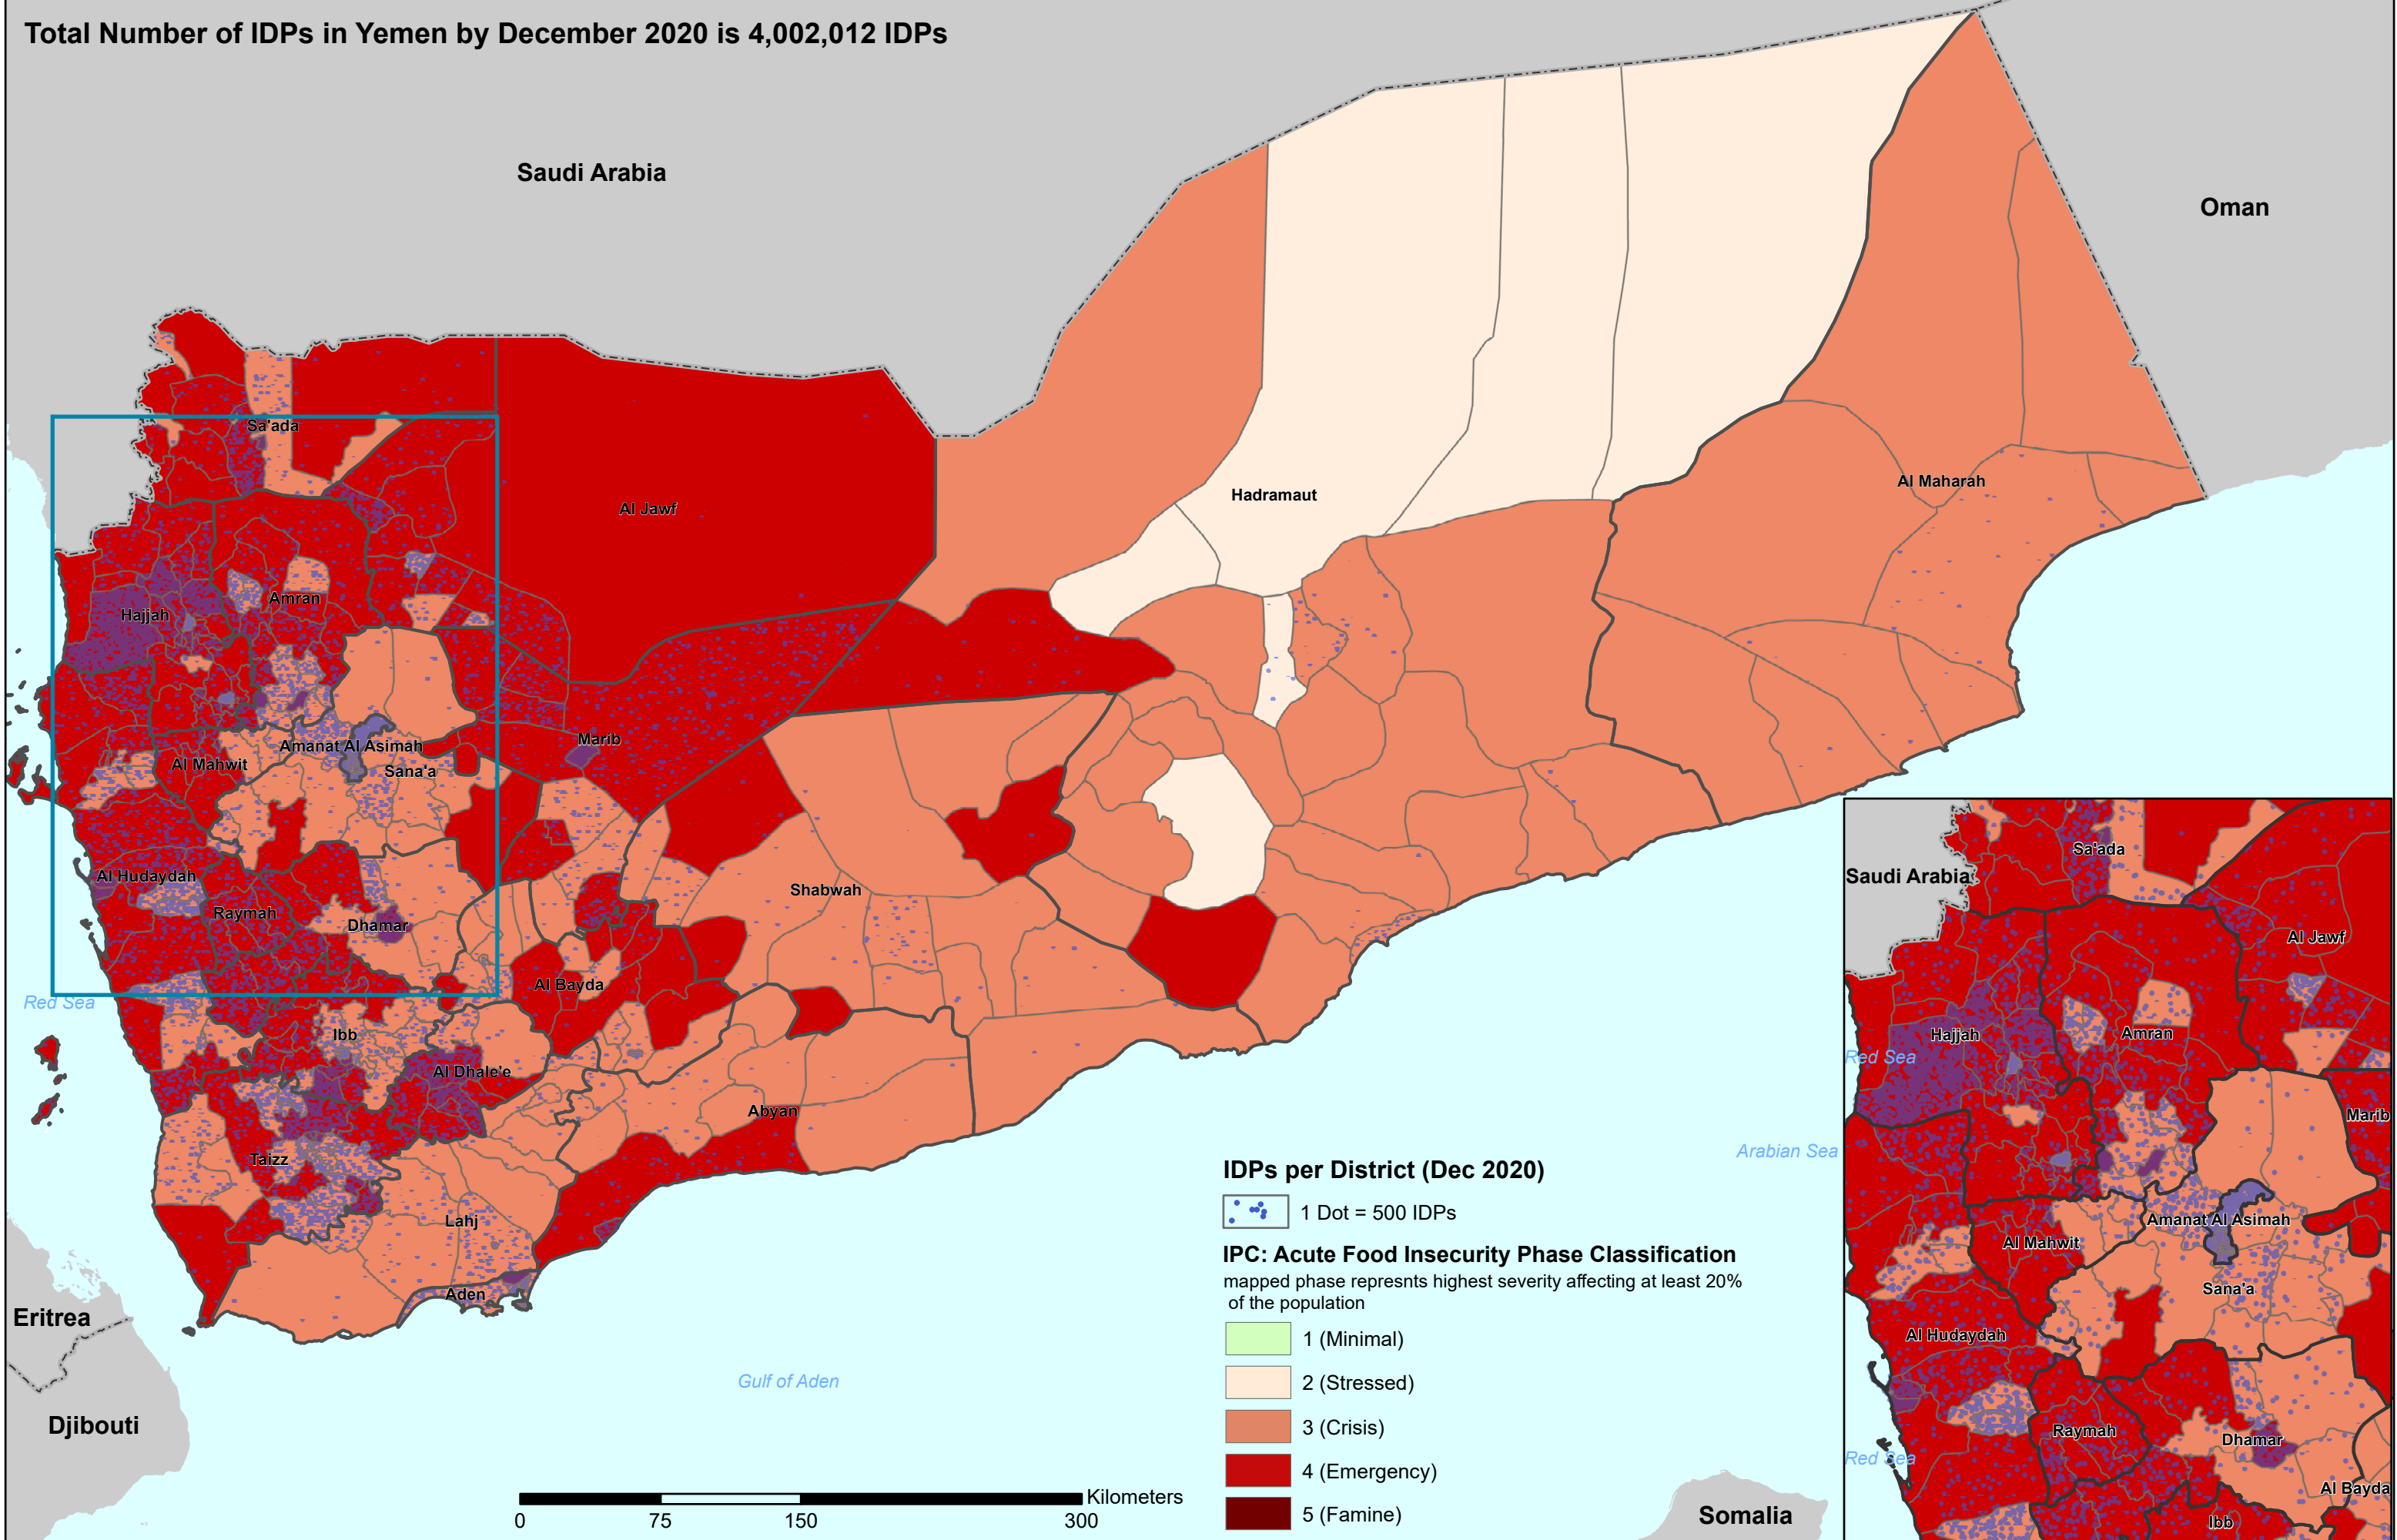 Total Number of IDPs in Yemen by December 2020 is 4,002,012 IDPs
Saudi Arabia
Oman
Sa'ada
Al Jawf
Hadramaut
Al Maharah
Hajjah
Amran
Marib
Amanat Al Asimah
Al Mahwit
Sana'a
Al Hudaydah
Raymah
Dhamar
Shabwah
Al Bayda
Red Sea
Ibb
Al Dhale'e
Abyan
Taizz
Lahj
Aden
Eritrea
Djibouti
Gulf of Aden
Arabian Sea
Somalia
IDPs per District (Dec 2020)
1 Dot = 500 IDPs
IPC: Acute Food Insecurity Phase Classification
mapped phase represnts highest severity affecting at least 20%
of the population
1 (Minimal)
2 (Stressed)
3 (Crisis)
4 (Emergency)
5 (Famine)
Kilometers
0 75 150 300
Sa'ada
Saudi Arabia
Al Jawf
Hajjah
Amran
Red Sea
Marib
Amanat Al Asimah
Al Mahwit
Sana'a
Al Hudaydah
Raymah
Dhamar
Red Sea
Al Bayda
Ibb